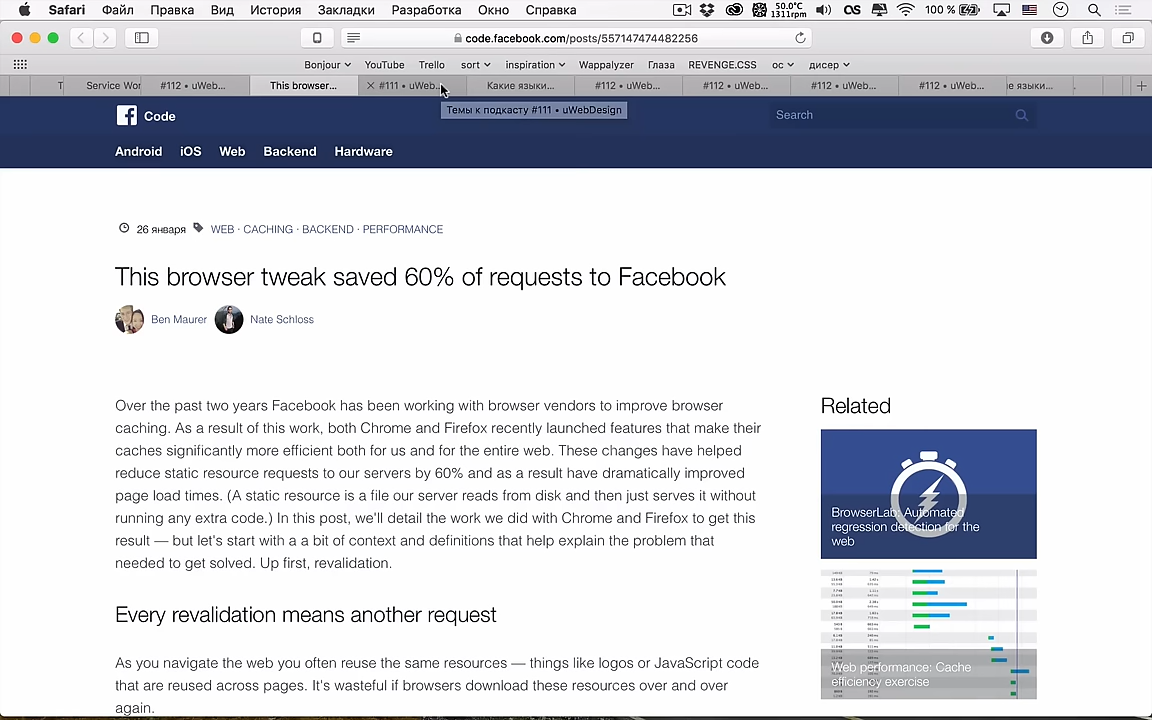 Safari Файл Правка Вид История Закладки Разработка Окно Справка 50.0°C 1311rpm 100 %
code.facebook.com/posts/557147474482256
Bonjour YouTube Trello sort inspiration Wappalyzer Глаза REVENGE.CSS ос дисер
T Service Wor #112 • uWeb... This browser... #111 • uWeb... Какие языки... #112 • uWeb... #112 • uWeb... #112 • uWeb... #112 • uWeb... е языки...
Темы к подкасту #111 • uWebDesign
Code
Search
Android iOS Web Backend Hardware
26 января WEB · CACHING · BACKEND · PERFORMANCE
This browser tweak saved 60% of requests to Facebook
Ben Maurer Nate Schloss
Over the past two years Facebook has been working with browser vendors to improve browser
caching. As a result of this work, both Chrome and Firefox recently launched features that make their
caches significantly more efficient both for us and for the entire web. These changes have helped
reduce static resource requests to our servers by 60% and as a result have dramatically improved
page load times. (A static resource is a file our server reads from disk and then just serves it without
running any extra code.) In this post, we'll detail the work we did with Chrome and Firefox to get this
result — but let's start with a a bit of context and definitions that help explain the problem that
needed to get solved. Up first, revalidation.
Every revalidation means another request
As you navigate the web you often reuse the same resources — things like logos or JavaScript code
that are reused across pages. It's wasteful if browsers download these resources over and over
again.
Related
BrowserLab: Automated
regression detection for the
web
Web performance: Cache
efficiency exercise